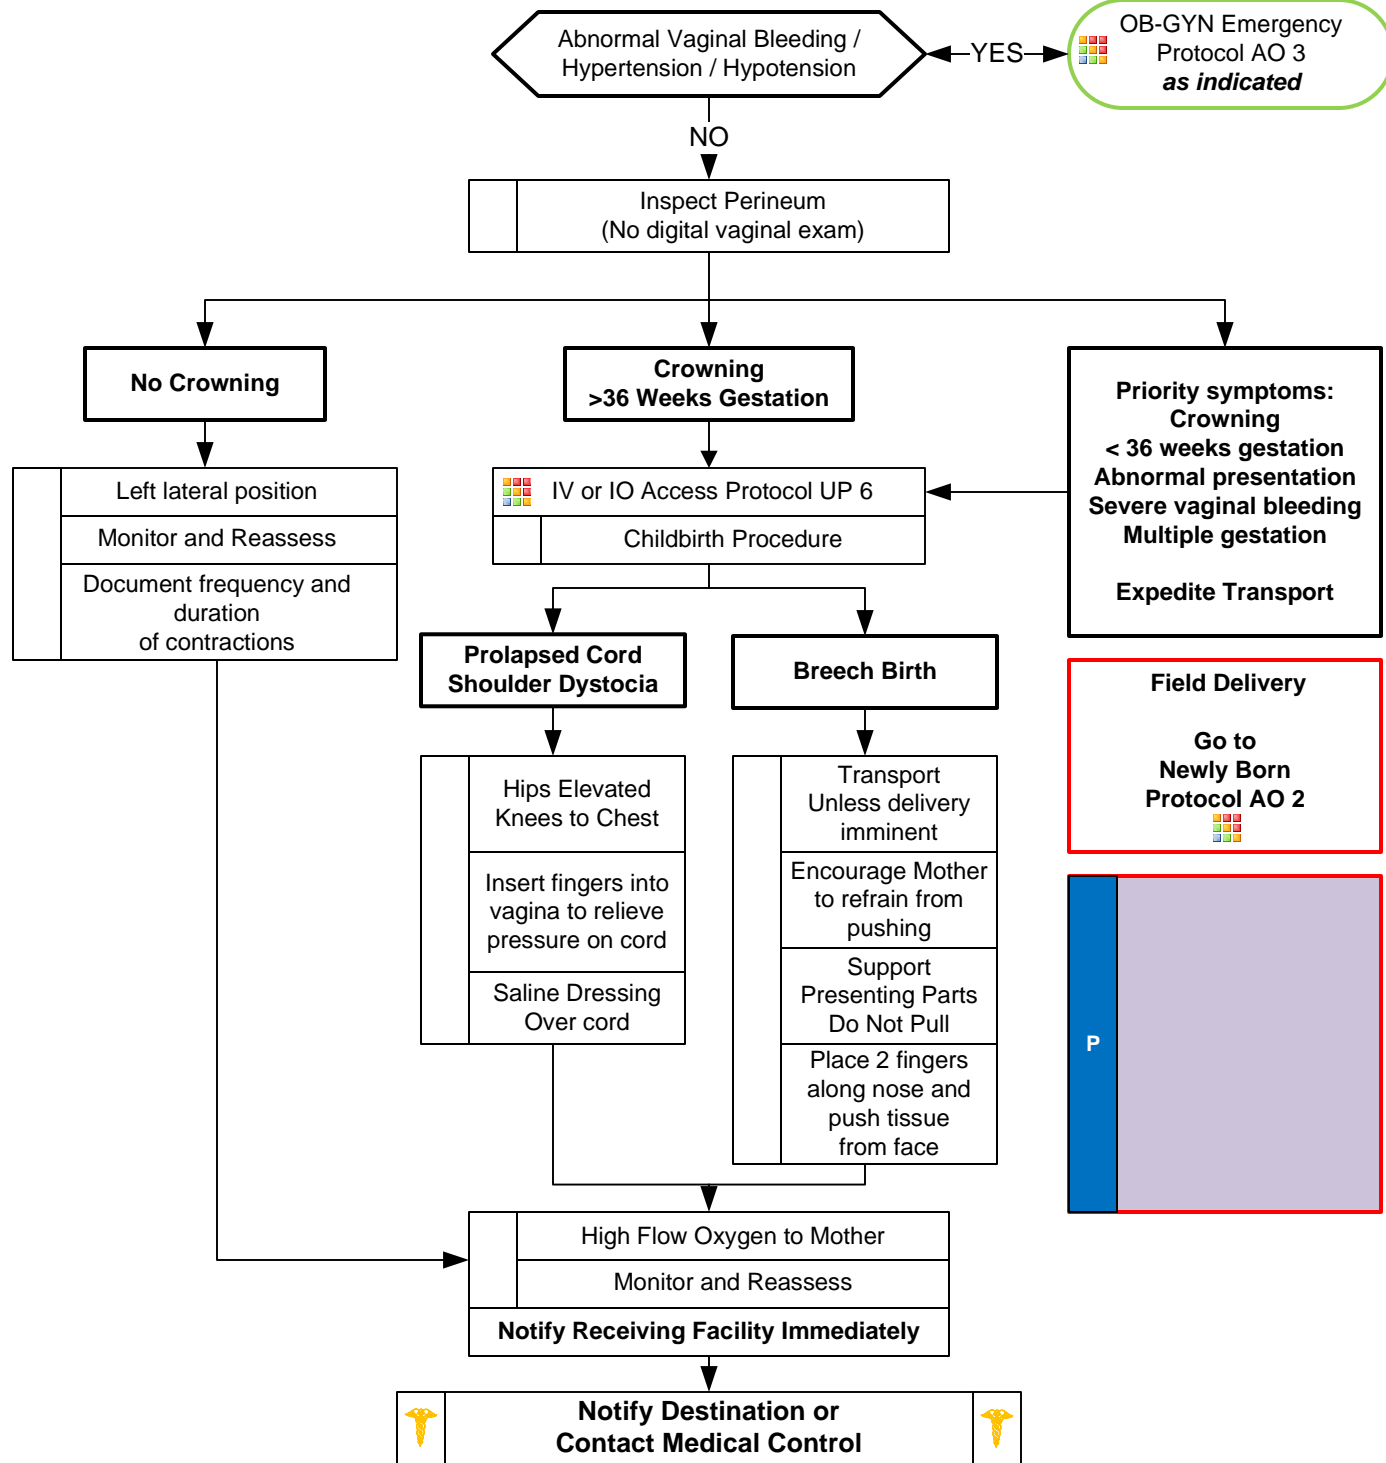 Abnormal Vaginal Bleeding /
Hypertension / Hypotension
YES
OB-GYN Emergency
Protocol AO 3
as indicated
NO
Inspect Perineum
(No digital vaginal exam)
No Crowning
Crowning
>36 Weeks Gestation
Priority symptoms:
Crowning
< 36 weeks gestation
Abnormal presentation
Severe vaginal bleeding
Multiple gestation
Expedite Transport
Left lateral position
Monitor and Reassess
Document frequency and
duration
of contractions
IV or IO Access Protocol UP 6
Childbirth Procedure
Prolapsed Cord
Shoulder Dystocia
Breech Birth
Field Delivery
Go to
Newly Born
Protocol AO 2
Hips Elevated
Knees to Chest
Insert fingers into
vagina to relieve
pressure on cord
Saline Dressing
Over cord
Transport
Unless delivery
imminent
Encourage Mother
to refrain from
pushing
Support
Presenting Parts
Do Not Pull
Place 2 fingers
along nose and
push tissue
from face
P
High Flow Oxygen to Mother
Monitor and Reassess
Notify Receiving Facility Immediately
Notify Destination or
Contact Medical Control